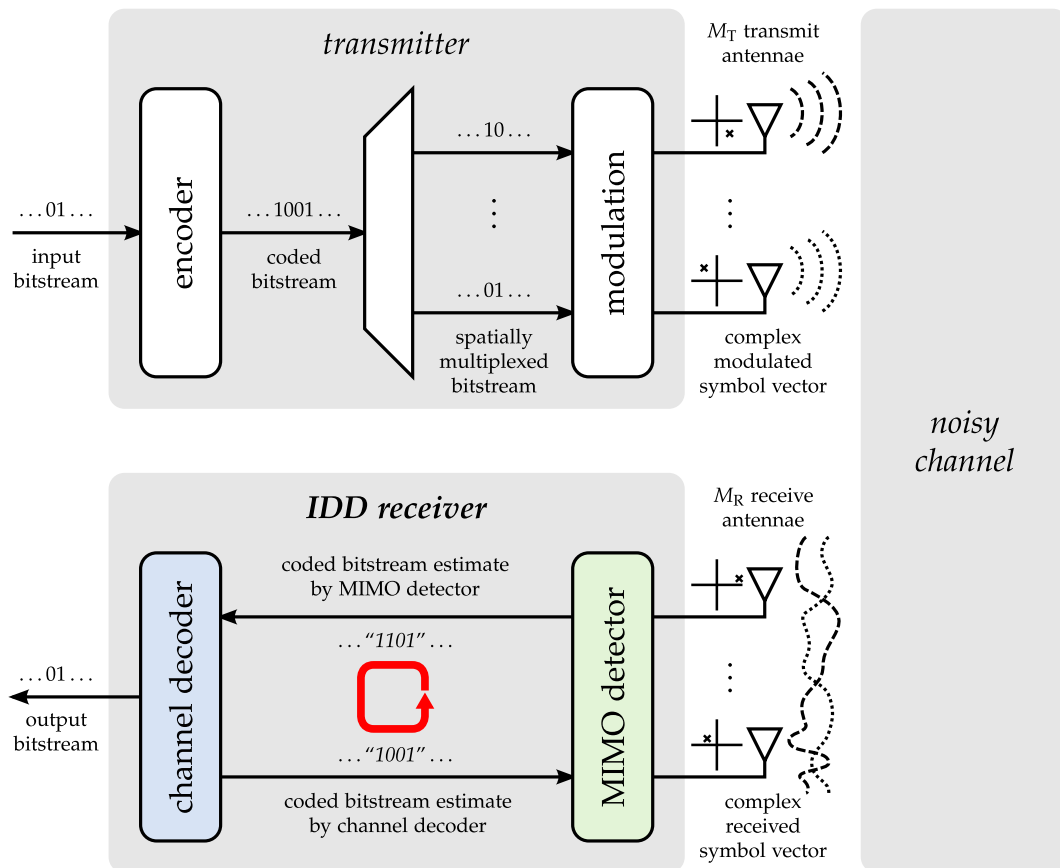 transmitter
M_T transmit
antennae
encoder
modulation
... 10 ...
... 01 ...
input
bitstream
... 1001 ...
coded
bitstream
⋮
⋮
... 01 ...
spatially
multiplexed
bitstream
complex
modulated
symbol vector
noisy
channel
IDD receiver
M_R receive
antennae
channel decoder
MIMO detector
coded bitstream estimate
by MIMO detector
... “1101” ...
... 01 ...
output
bitstream
⋮
... “1001” ...
coded bitstream estimate
by channel decoder
complex
received
symbol vector